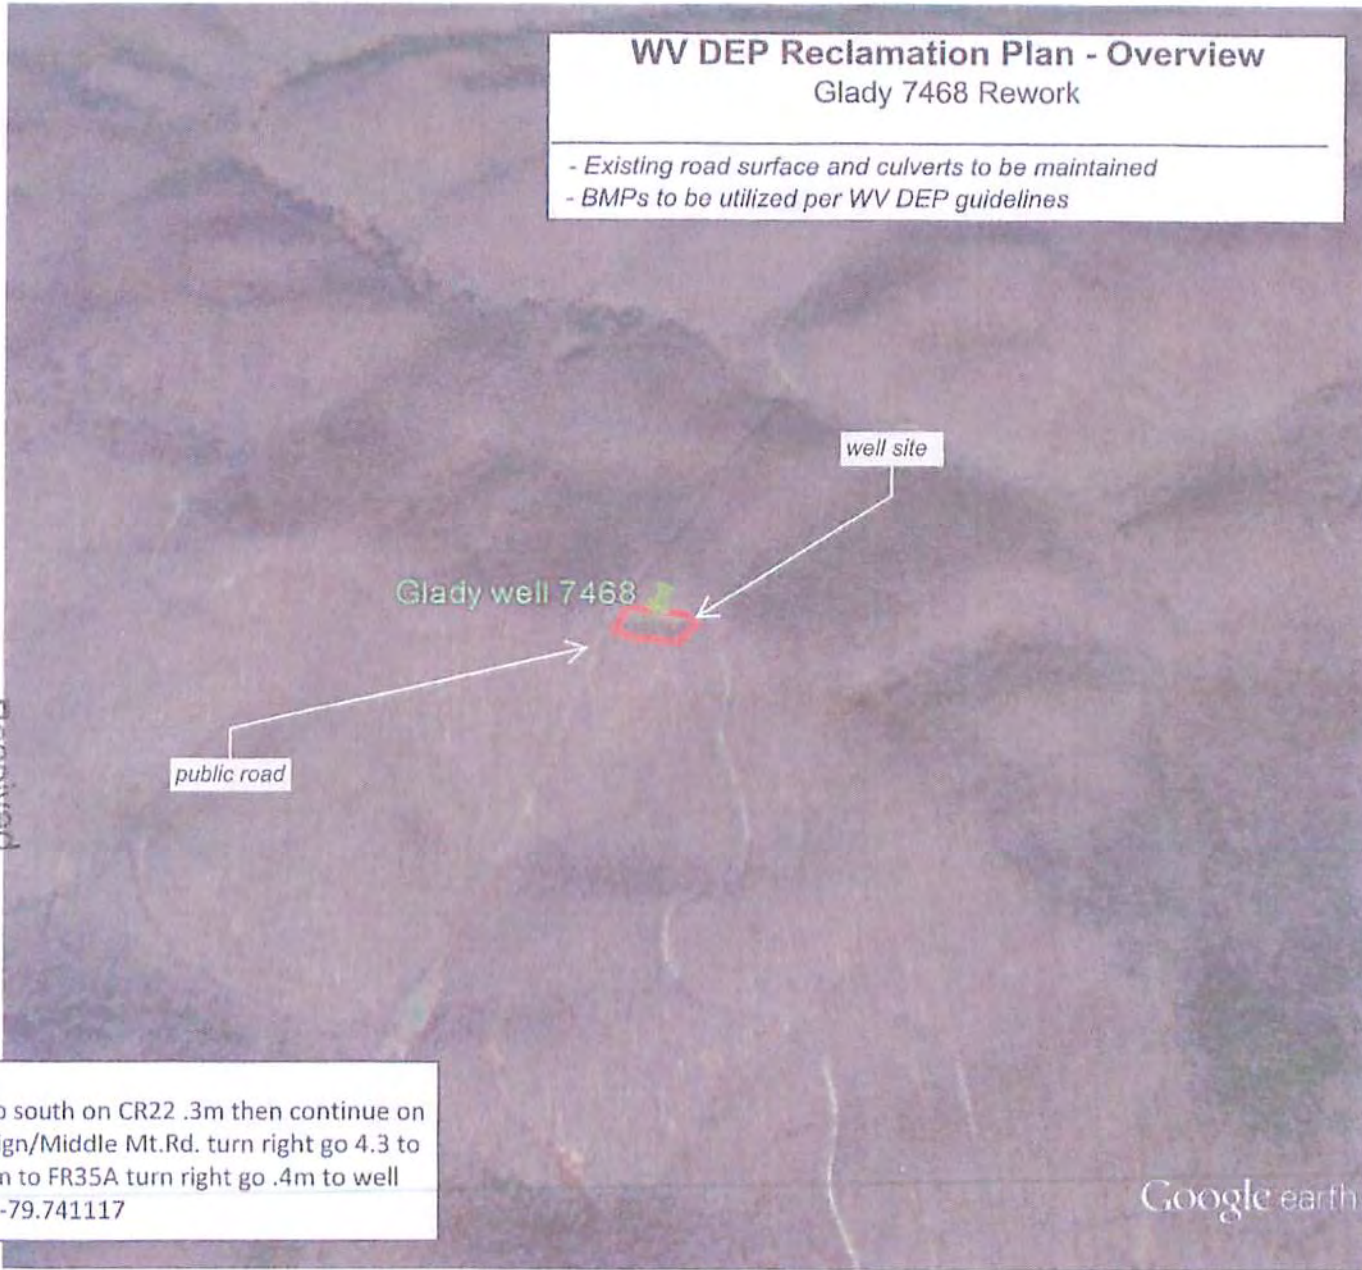 WV DEP Reclamation Plan - Overview
Glady 7468 Rework
- Existing road surface and culverts to be maintained
- BMPs to be utilized per WV DEP guidelines
well site
Glady well 7468
public road
south on CR22 .3m then continue on
ign/Middle Mt.Rd. turn right go 4.3 to
to FR35A turn right go .4m to well
-79.741117
Google earth